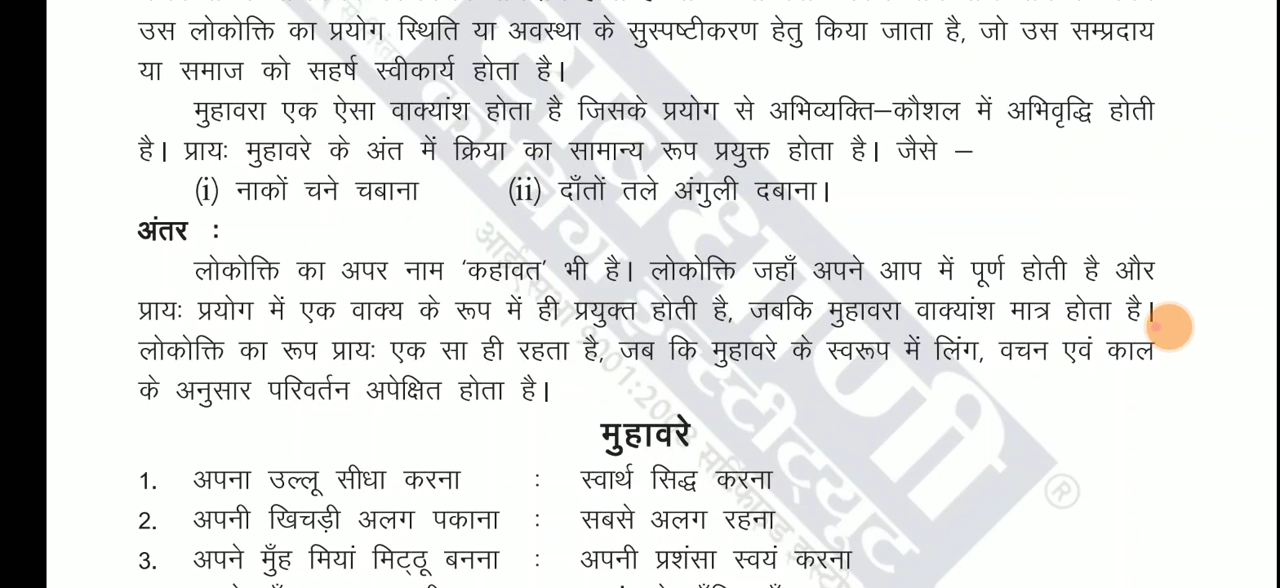 उस लोकोक्ति का प्रयोग स्थिति या अवस्था के सुस्पष्टीकरण हेतु किया जाता है, जो उस सम्प्रदाय
या समाज को सहर्ष स्वीकार्य होता है।
मुहावरा एक ऐसा वाक्यांश होता है जिसके प्रयोग से अभिव्यक्ति–कौशल में अभिवृद्धि होती
है। प्रायः मुहावरे के अंत में क्रिया का सामान्य रूप प्रयुक्त होता है। जैसे –
(i) नाकों चने चबाना (ii) दाँतों तले अंगुली दबाना।
अंतर :
लोकोक्ति का अपर नाम 'कहावत' भी है। लोकोक्ति जहाँ अपने आप में पूर्ण होती है और
प्रायः प्रयोग में एक वाक्य के रूप में ही प्रयुक्त होती है, जबकि मुहावरा वाक्यांश मात्र होता है।
लोकोक्ति का रूप प्रायः एक सा ही रहता है, जब कि मुहावरे के स्वरूप में लिंग, वचन एवं काल
के अनुसार परिवर्तन अपेक्षित होता है।
मुहावरे
1. अपना उल्लू सीधा करना : स्वार्थ सिद्ध करना
2. अपनी खिचड़ी अलग पकाना : सबसे अलग रहना
3. अपने मुँह मियां मिट्ठू बनना : अपनी प्रशंसा स्वयं करना